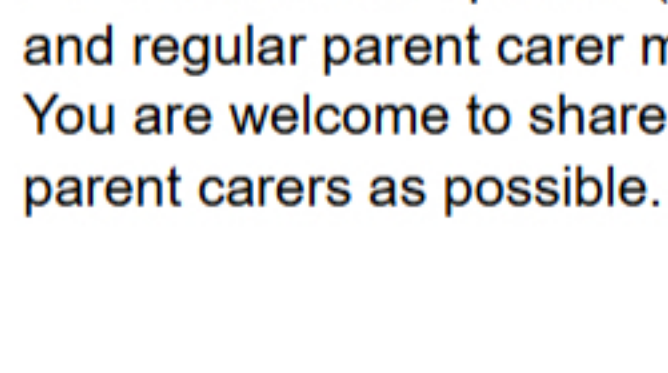 and regular parent carer
You are welcome to share
parent carers as possible.